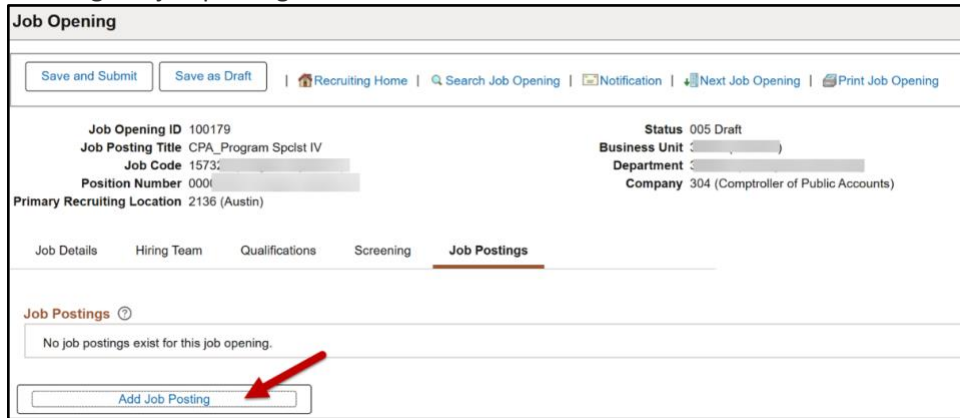 Job Opening
Save and Submit Save as Draft | Recruiting Home | Search Job Opening | Notification | Next Job Opening | Print Job Opening
Job Opening ID 100179 Status 005 Draft
Job Posting Title CPA_Program Spclst IV Business Unit
Job Code 1573 Department
Position Number 000 Company 304 (Comptroller of Public Accounts)
Primary Recruiting Location 2136 (Austin)
Job Details Hiring Team Qualifications Screening Job Postings
Job Postings ?
No job postings exist for this job opening.
Add Job Posting